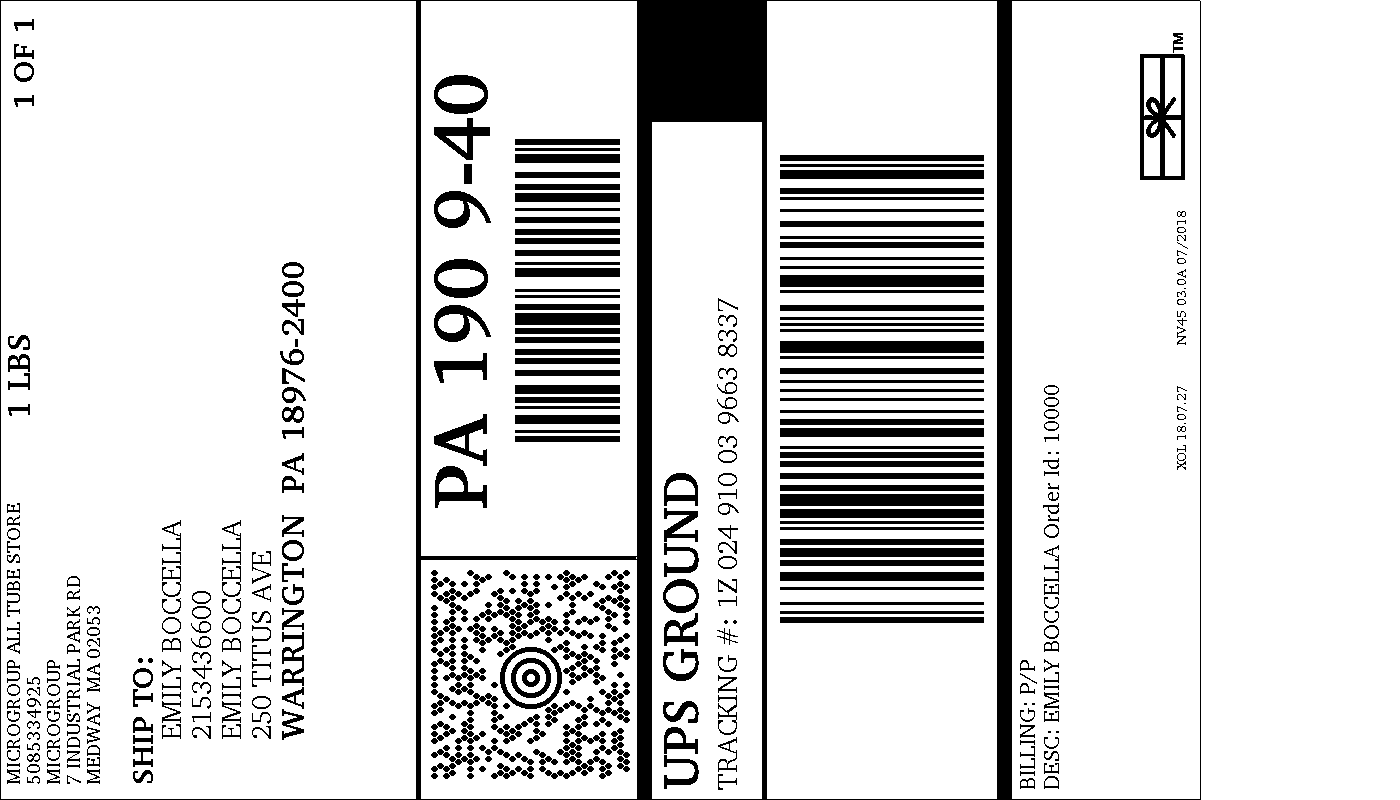 MICROGROUP ALL TUBE STORE
5085334925
MICROGROUP
7 INDUSTRIAL PARK RD
MEDWAY  MA 02053
1 LBS
1 OF 1
SHIP TO:
EMILY BOCCELLA
2153436600
EMILY BOCCELLA
250 TITUS AVE
WARRINGTON  PA 18976-2400
PA 190 9-40
UPS GROUND
TRACKING #: 1Z 024 910 03 9663 8337
BILLING: P/P
DESC: EMILY BOCCELLA Order Id: 10000
XOL 18.07.27 NV45 03.0A 07/2018
TM